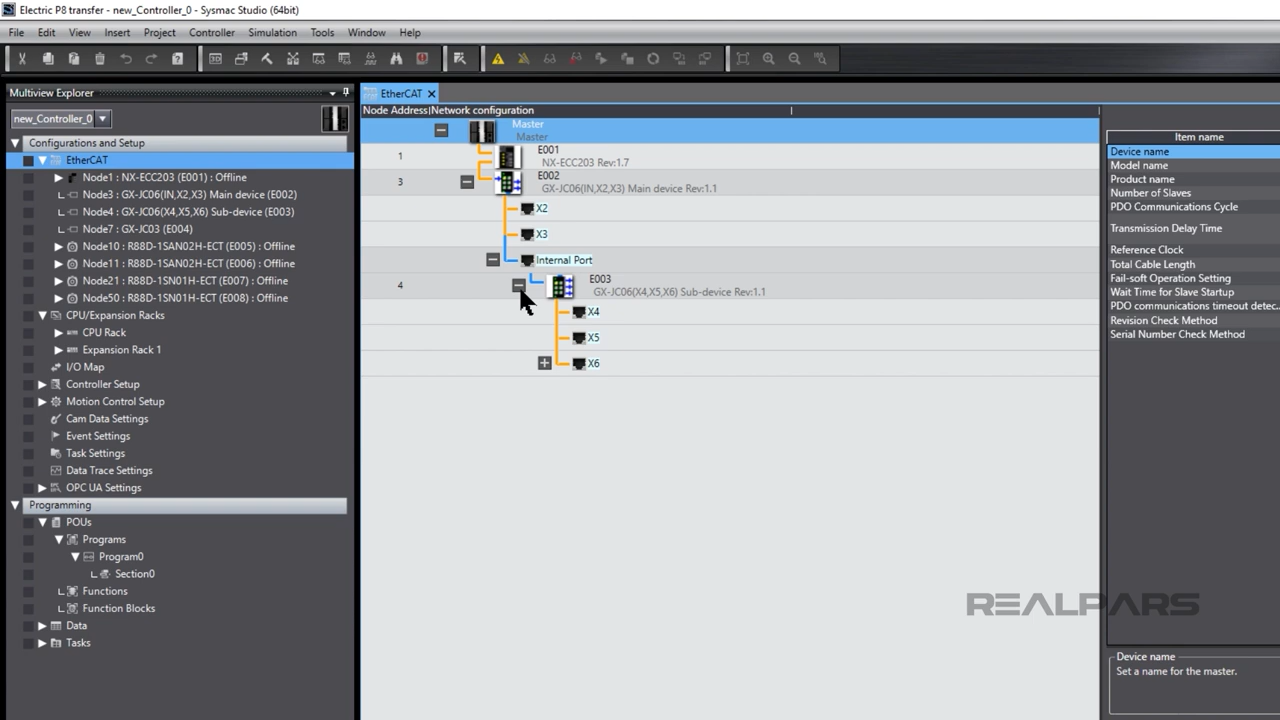 Electric P8 transfer - new_Controller_0 - Sysmac Studio (64bit)
File Edit View Insert Project Controller Simulation Tools Window Help
Multiview Explorer
new_Controller_0
Configurations and Setup
EtherCAT
Node1 : NX-ECC203 (E001) : Offline
Node3 : GX-JC06(IN,X2,X3) Main device (E002)
Node4 : GX-JC06(X4,X5,X6) Sub-device (E003)
Node7 : GX-JC03 (E004)
Node10 : R88D-1SAN02H-ECT (E005) : Offline
Node11 : R88D-1SAN02H-ECT (E006) : Offline
Node21 : R88D-1SN01H-ECT (E007) : Offline
Node50 : R88D-1SN01H-ECT (E008) : Offline
CPU/Expansion Racks
CPU Rack
Expansion Rack 1
I/O Map
Controller Setup
Motion Control Setup
Cam Data Settings
Event Settings
Task Settings
Data Trace Settings
OPC UA Settings
Programming
POUs
Programs
Program0
Section0
Functions
Function Blocks
Data
Tasks
EtherCAT
Node Address Network configuration
Master
Master
1
E001
NX-ECC203 Rev:1.7
3
E002
GX-JC06(IN,X2,X3) Main device Rev:1.1
X2
X3
Internal Port
4
E003
GX-JC06(X4,X5,X6) Sub-device Rev:1.1
X4
X5
X6
Item name
Device name
Model name
Product name
Number of Slaves
PDO Communications Cycle
Transmission Delay Time
Reference Clock
Total Cable Length
Fail-soft Operation Setting
Wait Time for Slave Startup
PDO communications timeout detec...
Revision Check Method
Serial Number Check Method
REALPARS
Device name
Set a name for the master.